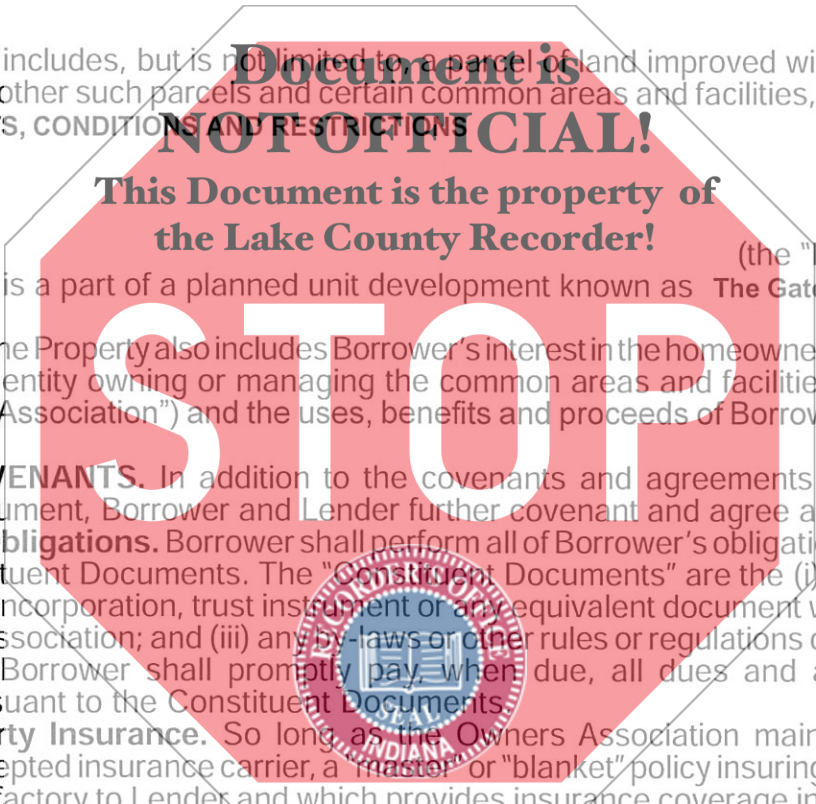 includes, but is not limited to, a parcel of land improved wi
Document is
other such parcels and certain common areas and facilities,
S, CONDITIONS AND RESTRICTIONS
NOT OFFICIAL!
This Document is the property of
the Lake County Recorder!
(the "
is a part of a planned unit development known as The Gat
STOP
he Property also includes Borrower's interest in the homeowne
entity owning or managing the common areas and facilitie
Association") and the uses, benefits and proceeds of Borrow
VENANTS. In addition to the covenants and agreements
ument, Borrower and Lender further covenant and agree a
bligations. Borrower shall perform all of Borrower's obligati
tuent Documents. The "Constituent Documents" are the (i)
ncorporation, trust instrument or any equivalent document
ssociation; and (iii) any by-laws or other rules or regulations
Borrower shall promptly pay, when due, all dues and a
suant to the Constituent Documents.
RECORDER'S OFFICE
SEAL
INDIANA
rty Insurance. So long as the Owners Association main
epted insurance carrier, a "master" or "blanket" policy insuring
factory to Lender and which provides insurance coverage in